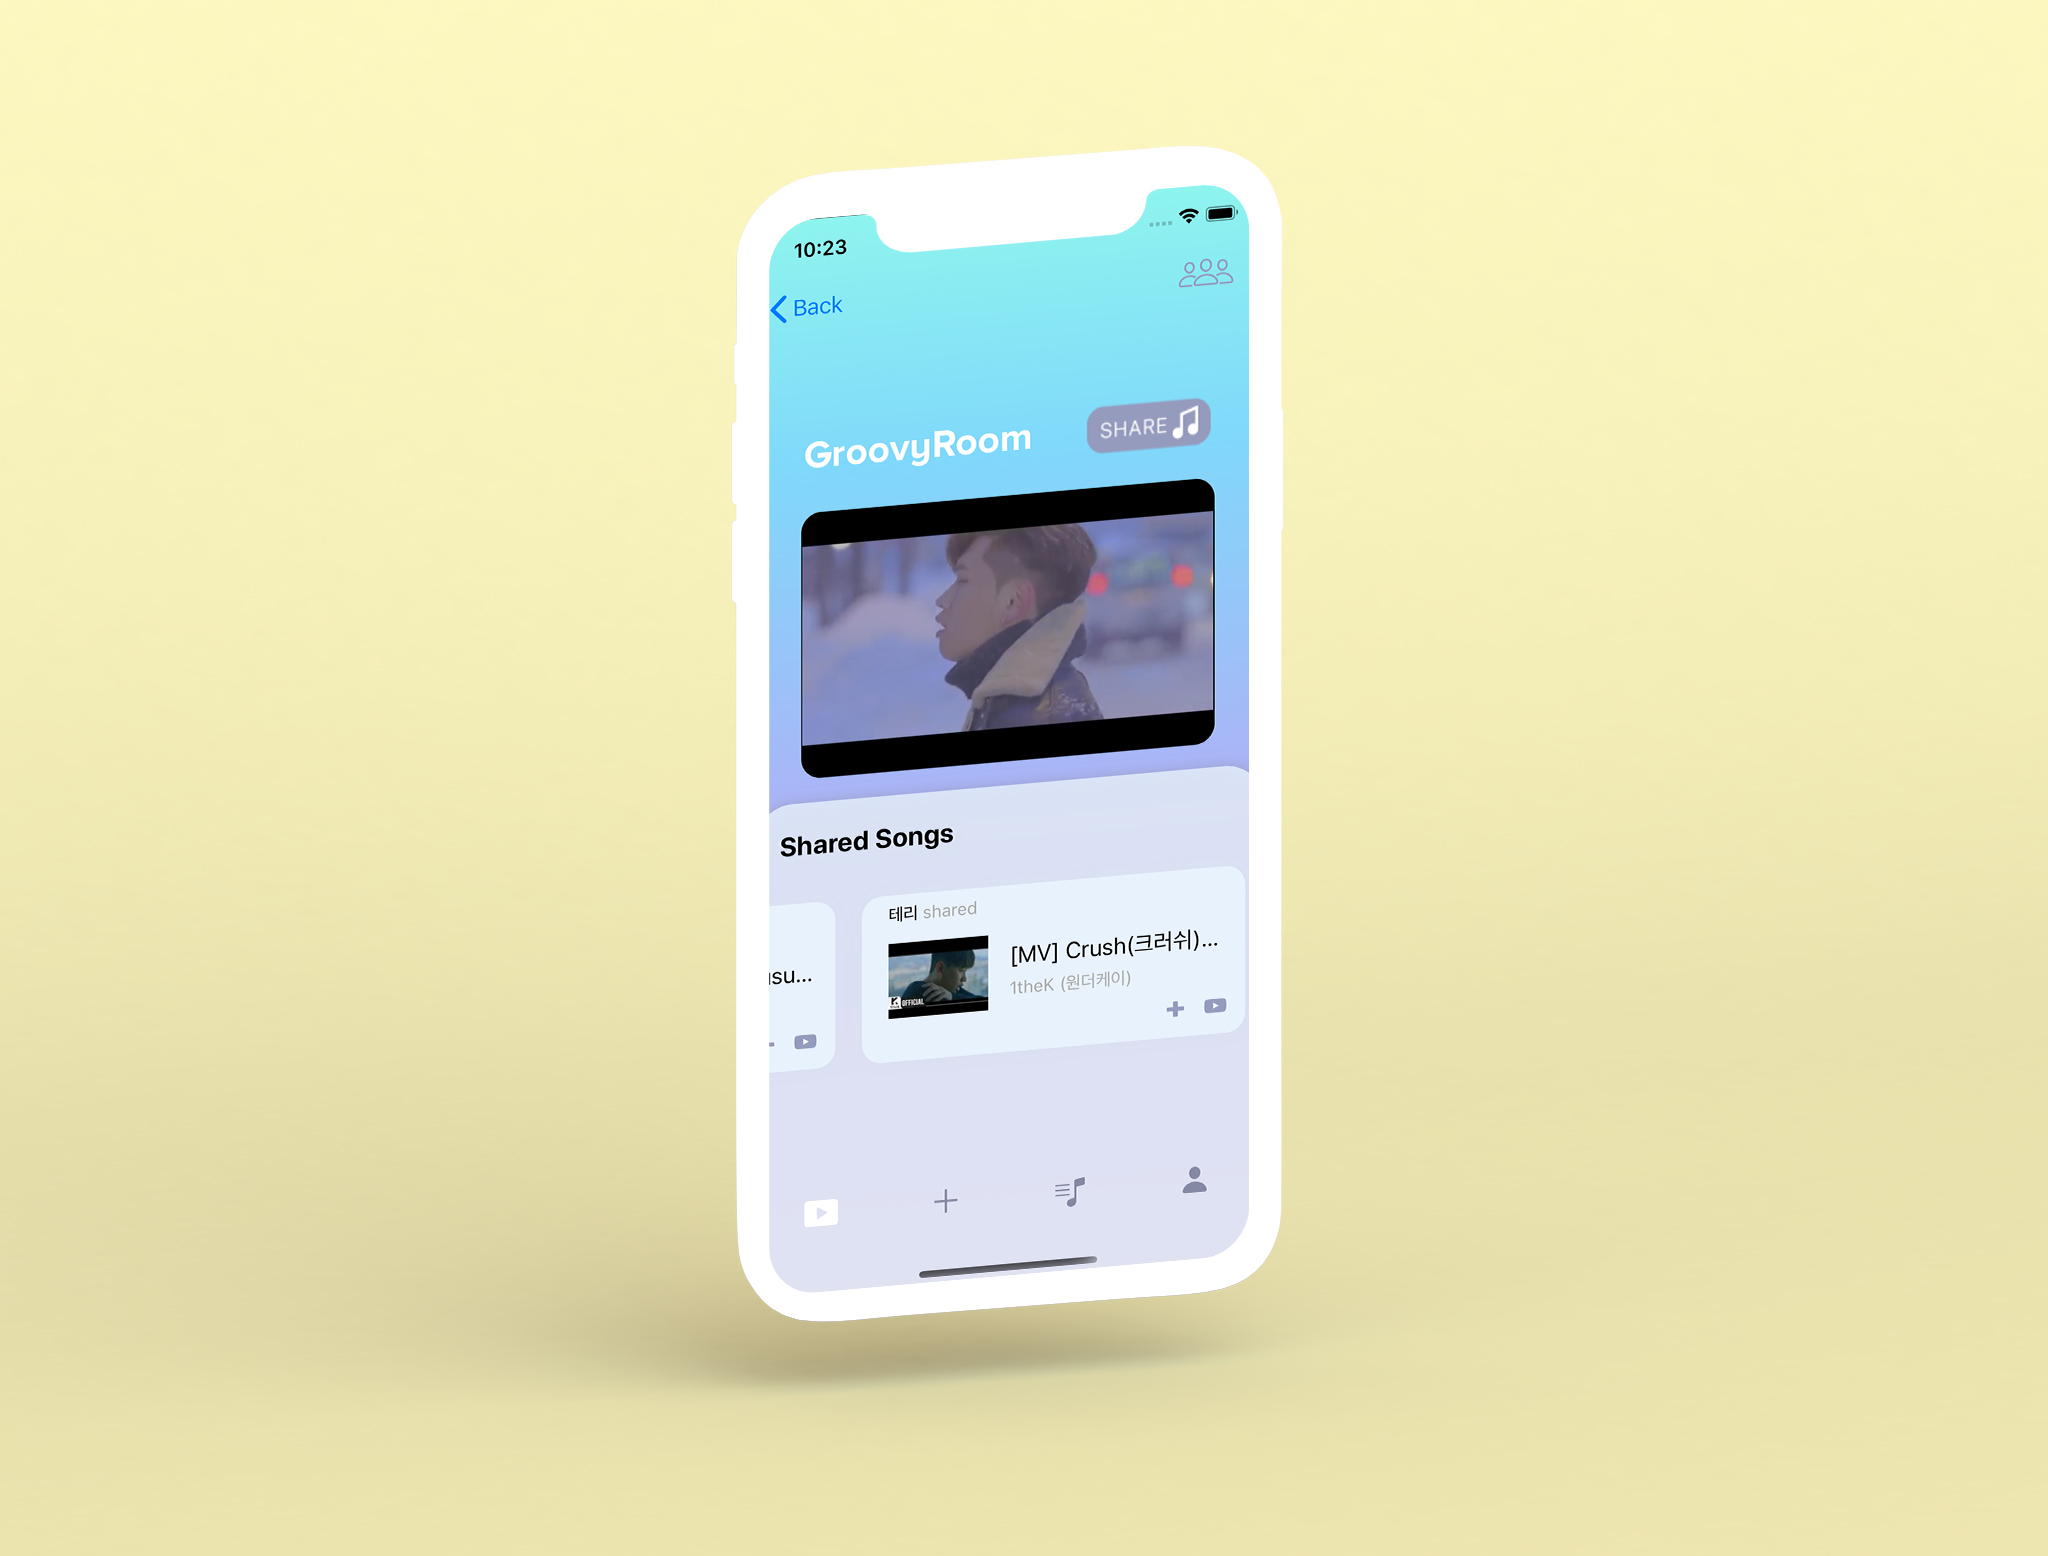 10:23
Back
GroovyRoom
SHARE
Shared Songs
테리 shared
[MV] Crush(크러쉬)...
1theK (원더케이)
OFFICIAL